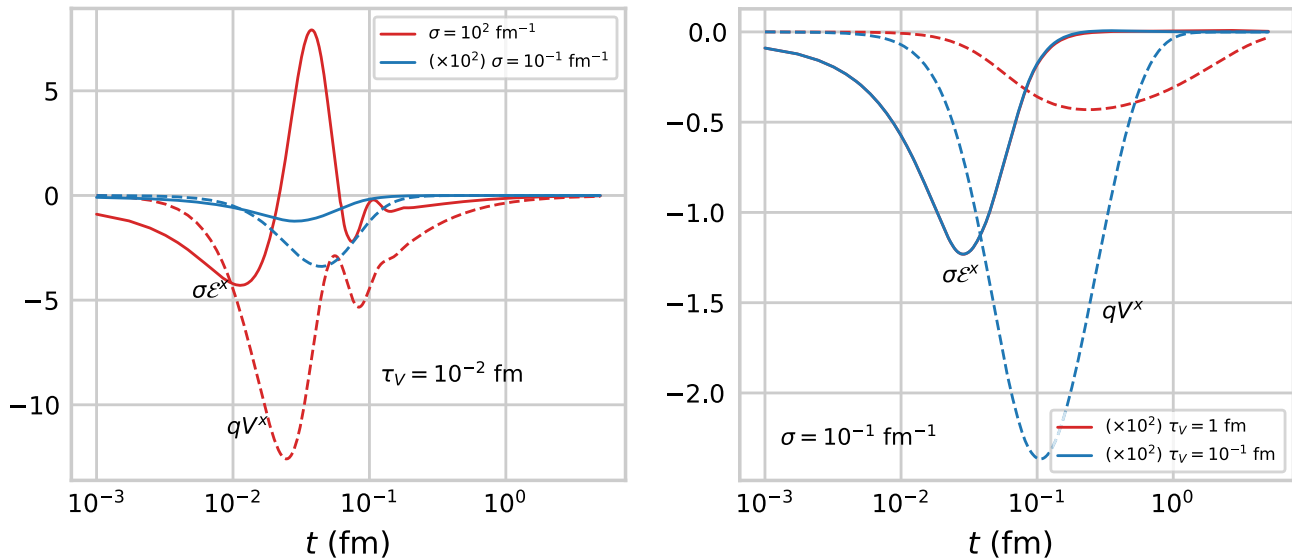 σ = 10² fm⁻¹
(×10²) σ = 10⁻¹ fm⁻¹
5
0
−5
−10
σℰˣ
qVˣ
τ_V = 10⁻² fm
10⁻³ 10⁻² 10⁻¹ 10⁰
t (fm)
0.0
−0.5
−1.0
−1.5
−2.0
σℰˣ
qVˣ
σ = 10⁻¹ fm⁻¹
(×10²) τ_V = 1 fm
(×10²) τ_V = 10⁻¹ fm
10⁻³ 10⁻² 10⁻¹ 10⁰
t (fm)